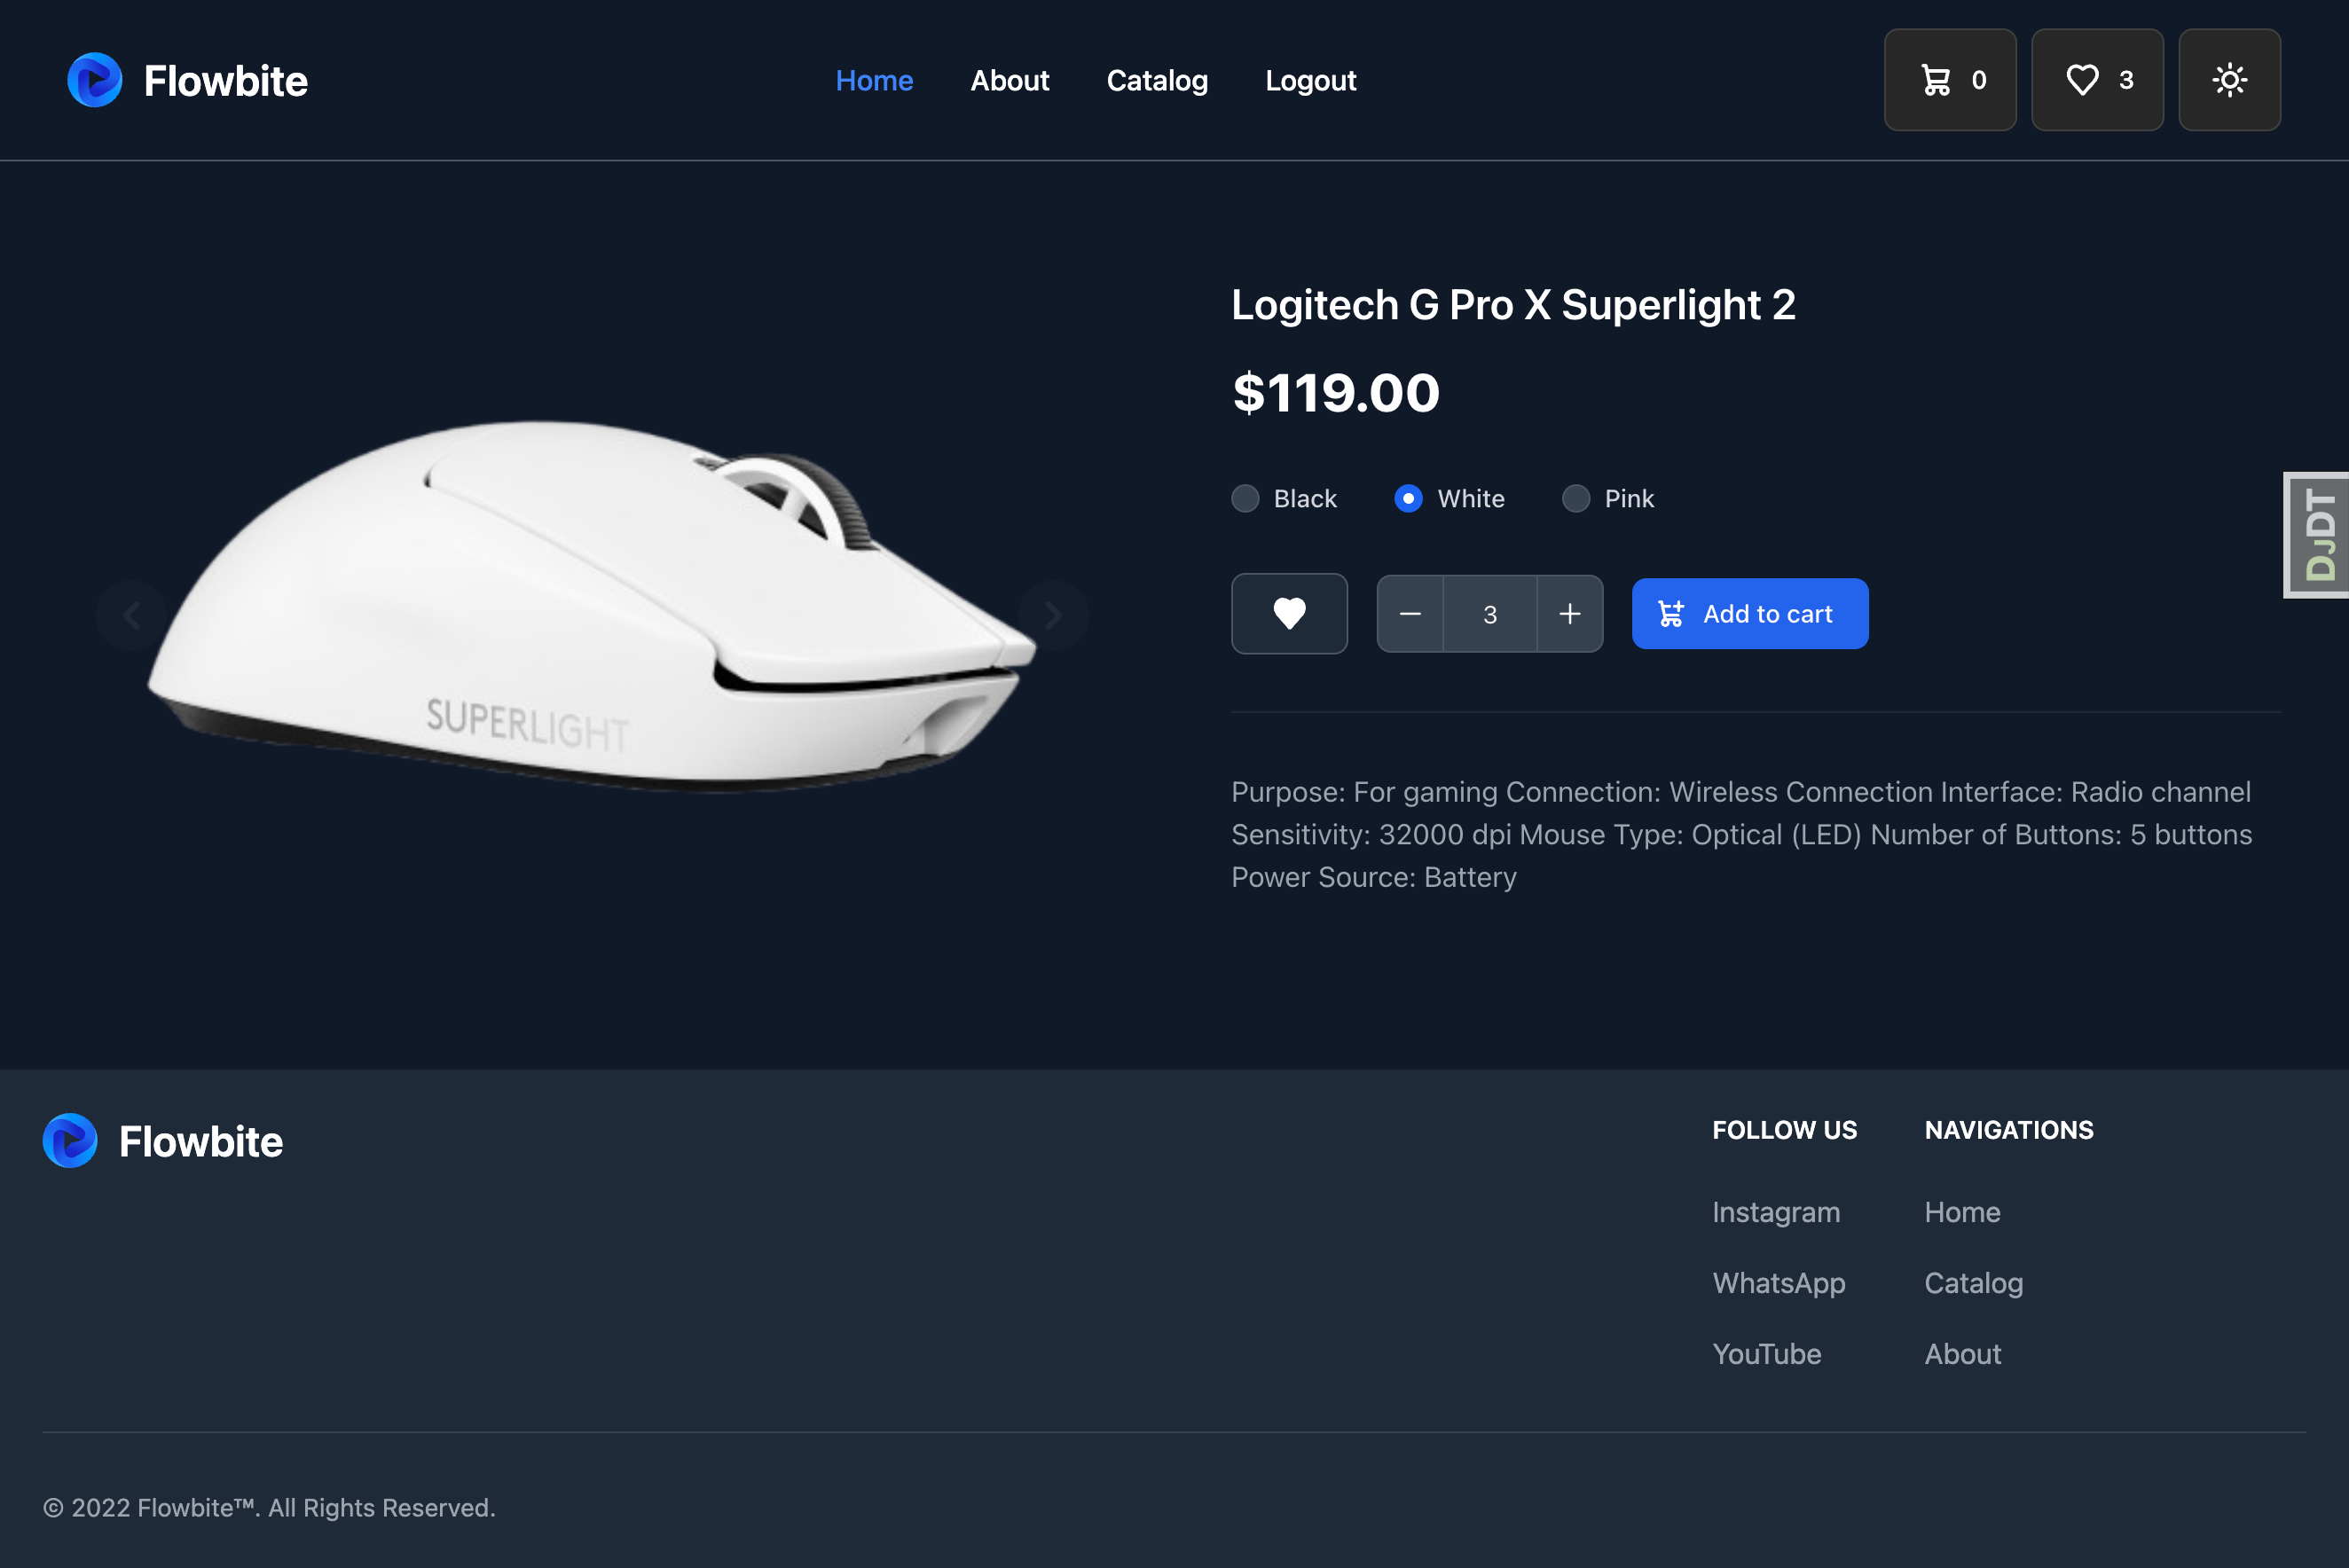 Flowbite
Home About Catalog Logout
0 3
Logitech G Pro X Superlight 2
$119.00
Black White Pink
3 Add to cart
DJDT
SUPERLIGHT
Purpose: For gaming Connection: Wireless Connection Interface: Radio channel
Sensitivity: 32000 dpi Mouse Type: Optical (LED) Number of Buttons: 5 buttons
Power Source: Battery
Flowbite
FOLLOW US
Instagram
WhatsApp
YouTube
NAVIGATIONS
Home
Catalog
About
© 2022 Flowbite™. All Rights Reserved.